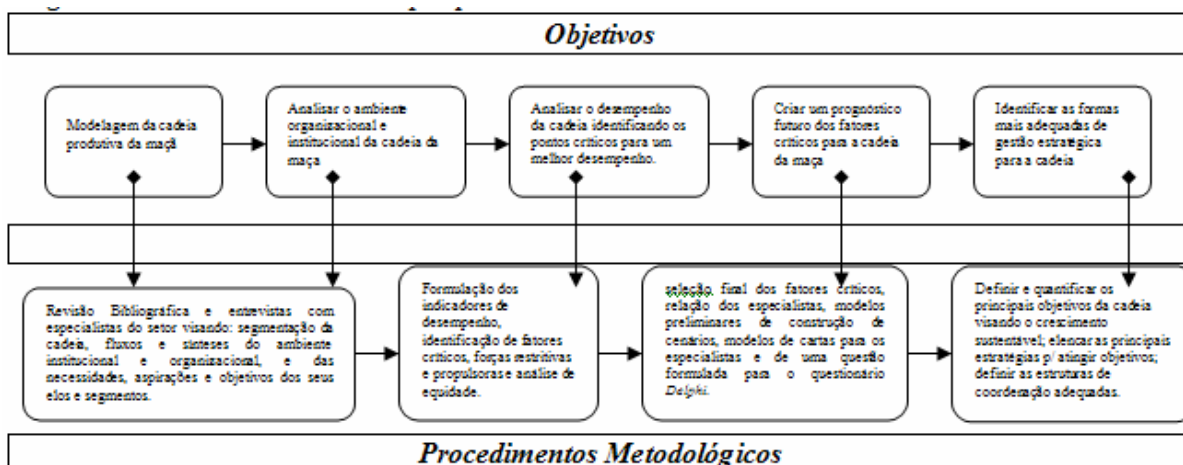 Objetivos
Modelagem da cadeia
produtiva da maçã
Analisar o ambiente
organizacional e
institucional da cadeia da
maça
Analisar o desempenho
da cadeia identificando os
pontos críticos para um
melhor desempenho.
Criar um prognóstico
futuro dos fatores
críticos para a cadeia
da maça
Identificar as formas
mais adequadas de
gestão estratégica
para a cadeia
Revisão Bibliográfica e entrevistas com
especialistas do setor visando: segmentação da
cadeia, fluxos e sínteses do ambiente
institucional e organizacional, e das
necessidades, aspirações e objetivos dos seus
elos e segmentos.
Formulação dos
indicadores de
desempenho,
identificação de fatores
críticos, forças restritivas
e propulsoras e análise de
equidade.
seleção final dos fatores críticos,
relação dos especialistas, modelos
preliminares de construção de
cenários, modelos de cartas para os
especialistas e de uma questão
formulada para o questionário
Delphi.
Definir e quantificar os
principais objetivos da cadeia
visando o crescimento
sustentável; elencar as principais
estratégias p/ atingir objetivos;
definir as estruturas de
coordenação adequadas.
Procedimentos Metodológicos